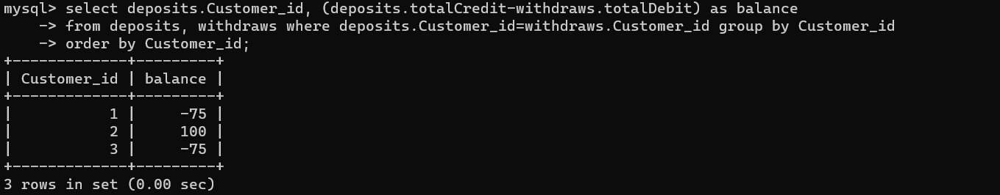 mysql> select deposits.Customer_id, (deposits.totalCredit-withdraws.totalDebit) as balance
    -> from deposits, withdraws where deposits.Customer_id=withdraws.Customer_id group by Customer_id
    -> order by Customer_id;
+-------------+---------+
| Customer_id | balance |
+-------------+---------+
|           1 |     -75 |
|           2 |     100 |
|           3 |     -75 |
+-------------+---------+
3 rows in set (0.00 sec)